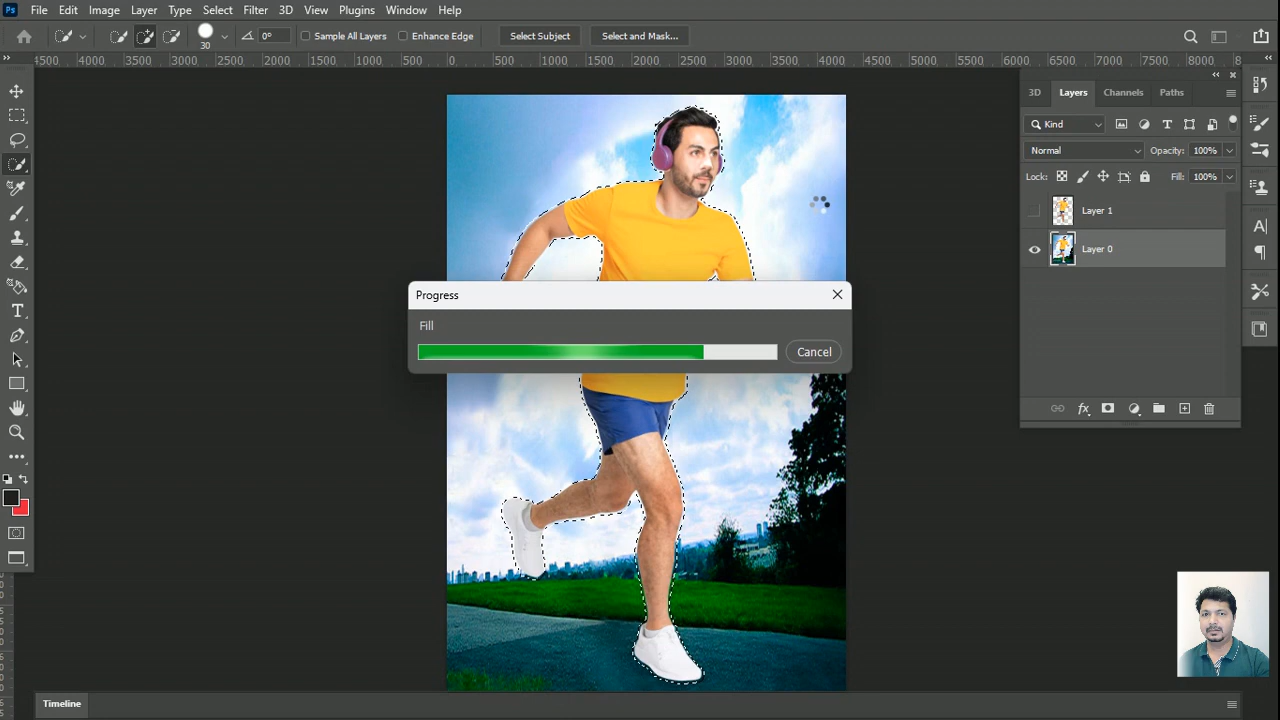 Ps File Edit Image Layer Type Select Filter 3D View Plugins Window Help
30 0° Sample All Layers Enhance Edge Select Subject Select and Mask...
4500 4000 3500 3000 2500 2000 1500 1000 500 0 500 1000 1500 2000 2500 3000 3500 4000 4500 5000 5500 6000 6500 7000 7500 8000
3D Layers Channels Paths
Kind
Normal Opacity: 100%
Lock: Fill: 100%
Layer 1
Layer 0
Progress
Fill
Cancel
Timeline